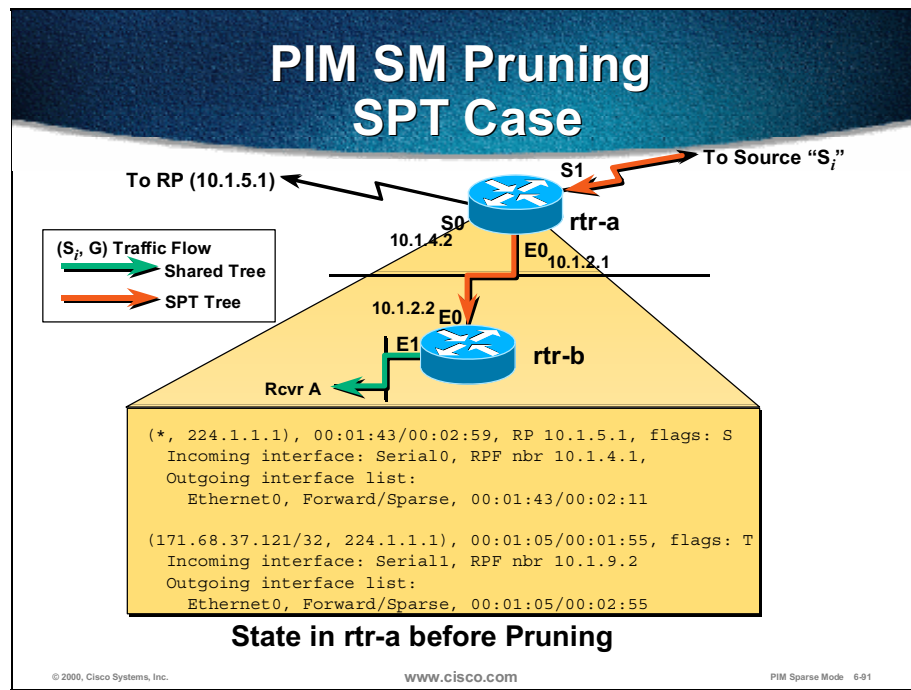 PIM SM Pruning
SPT Case
To Source “Si”
S1
To RP (10.1.5.1)
S0
rtr-a
10.1.4.2
E0
10.1.2.1
(Si, G) Traffic Flow
Shared Tree
SPT Tree
10.1.2.2
E0
E1
rtr-b
Rcvr A
(*, 224.1.1.1), 00:01:43/00:02:59, RP 10.1.5.1, flags: S
Incoming interface: Serial0, RPF nbr 10.1.4.1,
Outgoing interface list:
Ethernet0, Forward/Sparse, 00:01:43/00:02:11
(171.68.37.121/32, 224.1.1.1), 00:01:05/00:01:55, flags: T
Incoming interface: Serial1, RPF nbr 10.1.9.2
Outgoing interface list:
Ethernet0, Forward/Sparse, 00:01:05/00:02:55
State in rtr-a before Pruning
© 2000, Cisco Systems, Inc.
www.cisco.com
PIM Sparse Mode 6-91